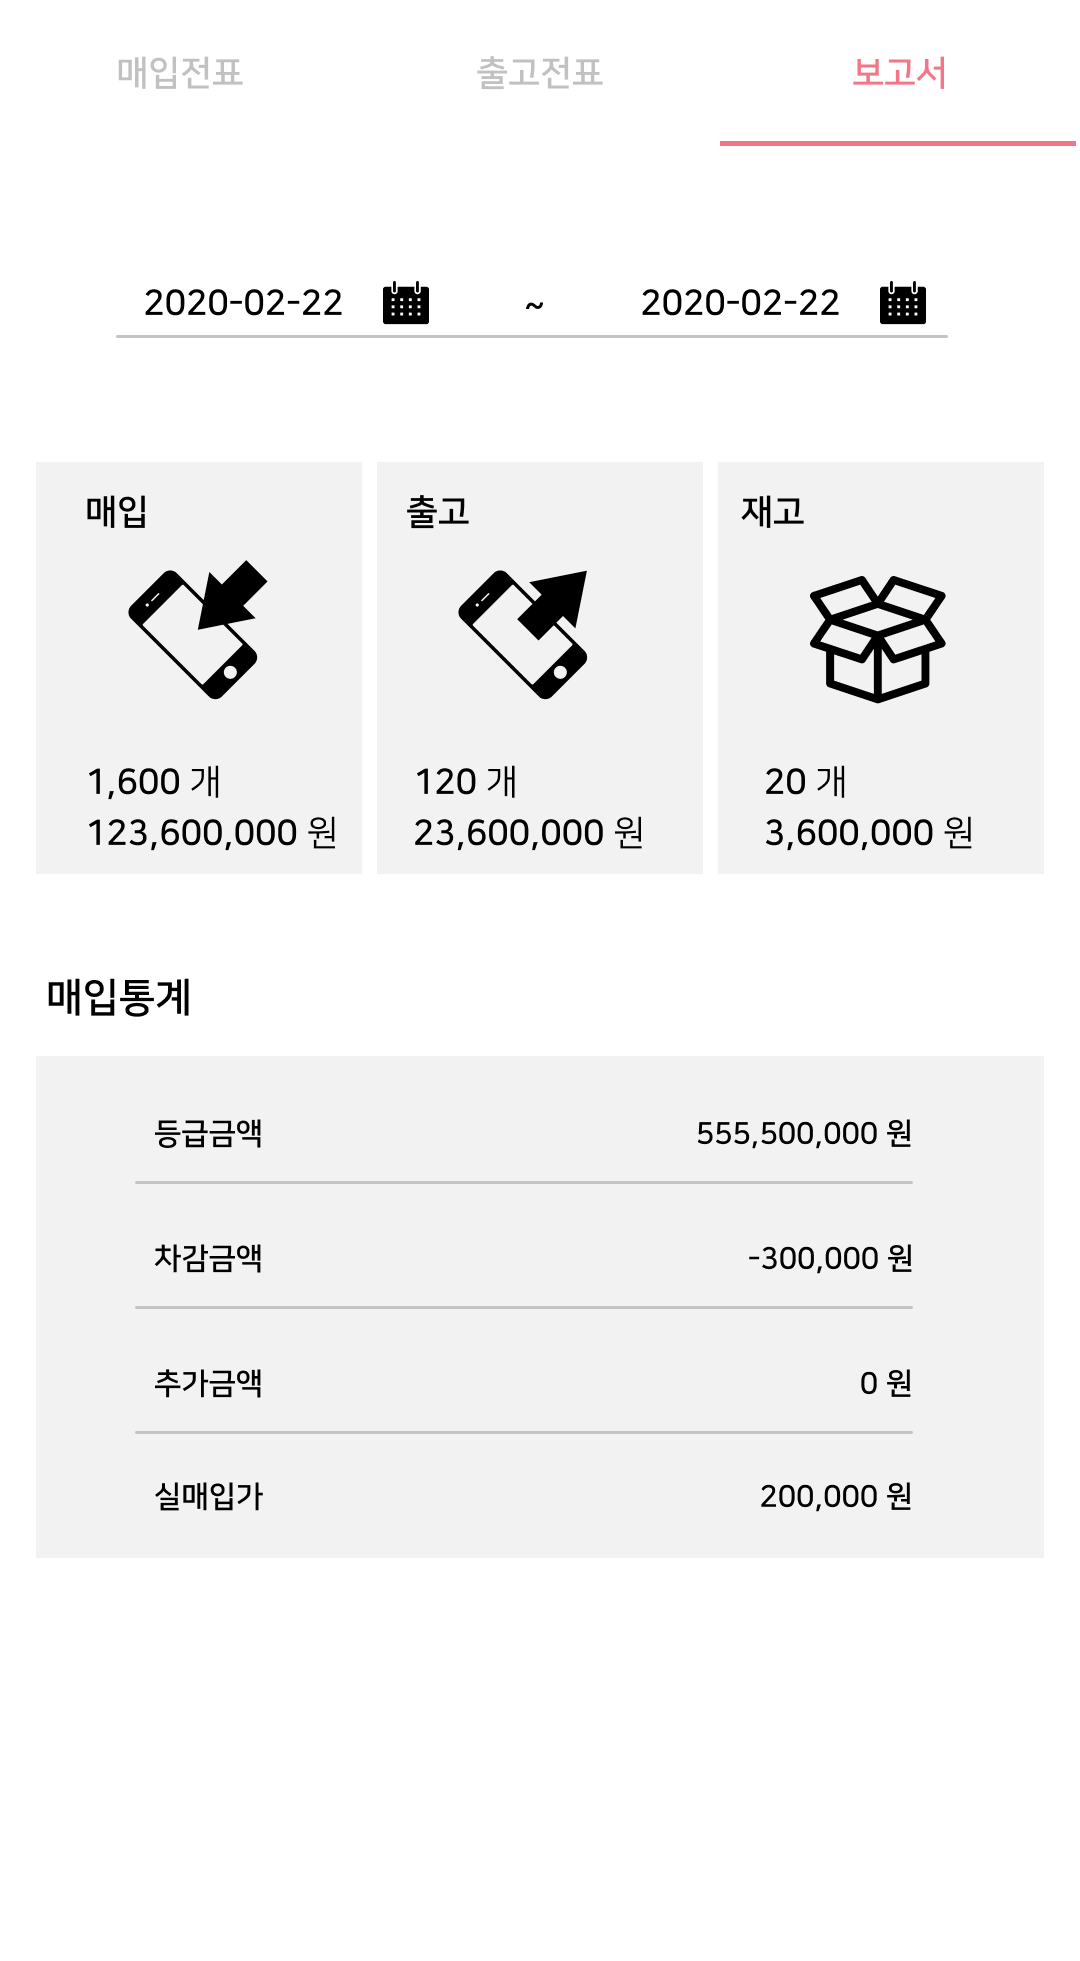 매입전표 출고전표 보고서
2020-02-22 ~ 2020-02-22
매입 출고 재고
1,600 개 120 개 20 개
123,600,000 원 23,600,000 원 3,600,000 원
매입통계
등급금액 555,500,000 원
차감금액 -300,000 원
추가금액 0 원
실매입가 200,000 원